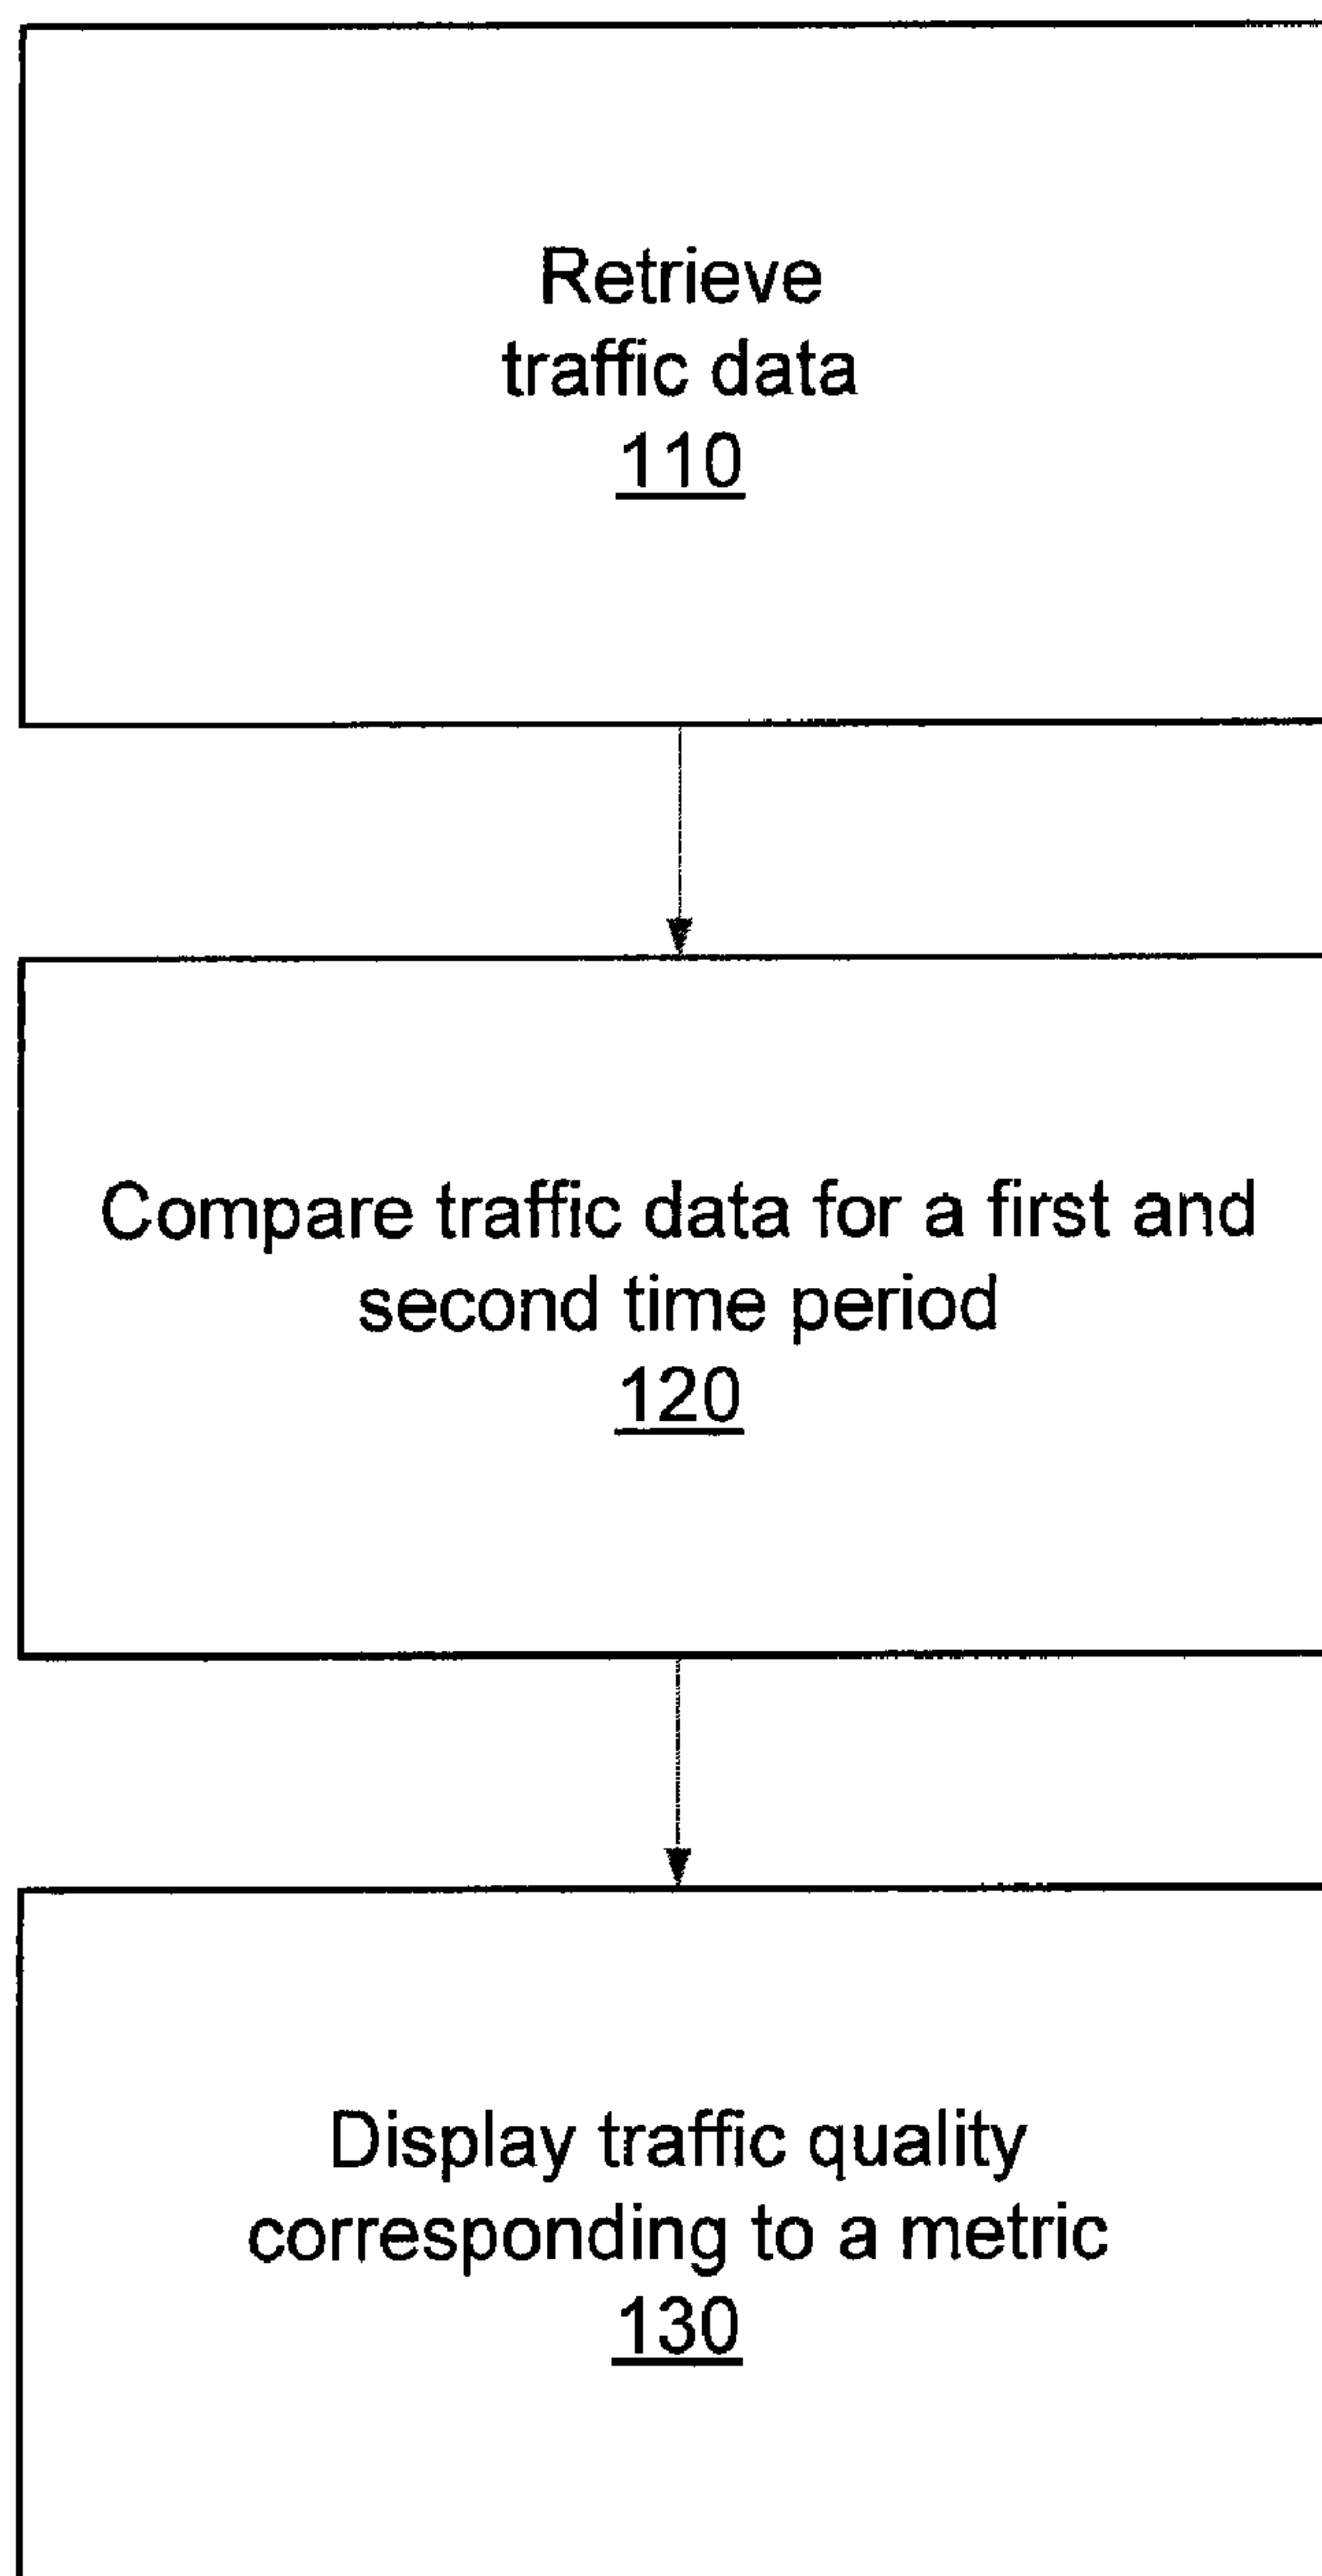 Retrieve
traffic data
110
Compare traffic data for a first and
second time period
120
Display traffic quality
corresponding to a metric
130